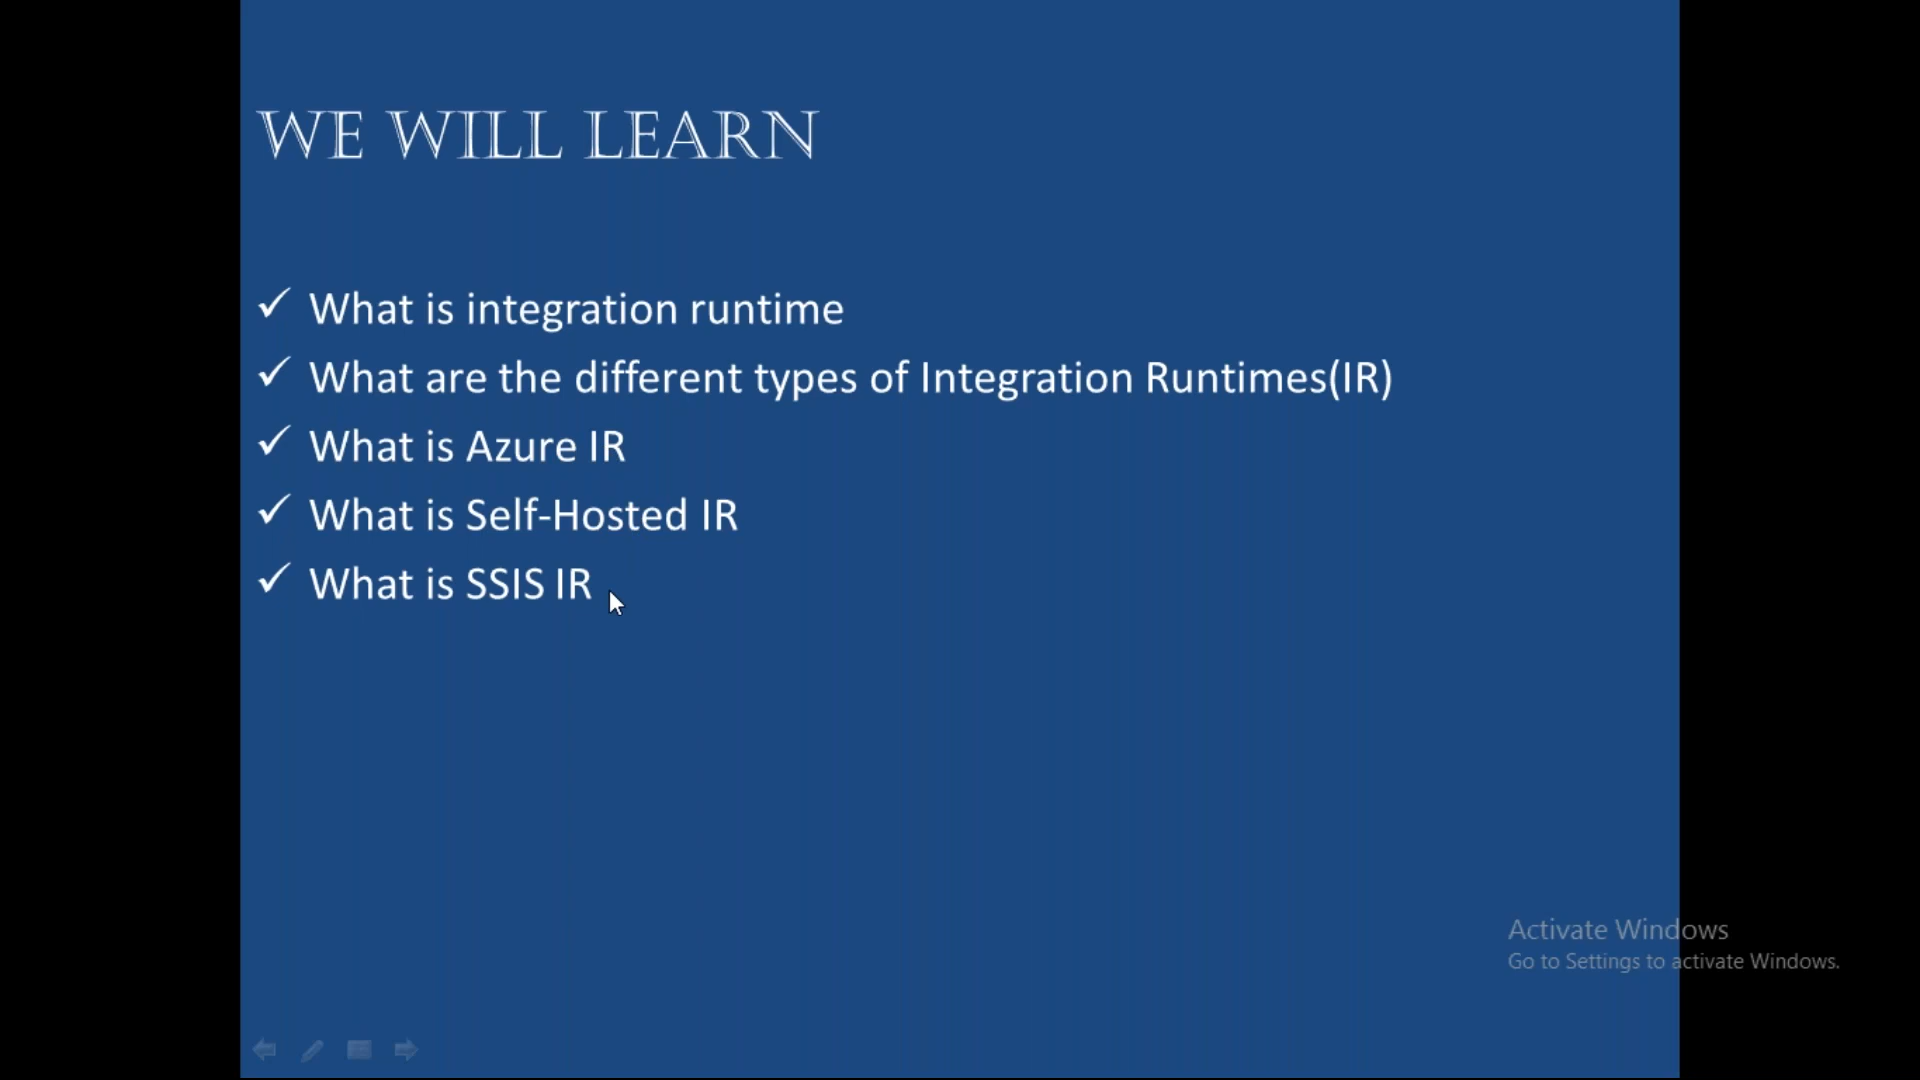 WE WILL LEARN
✓ What is integration runtime
✓ What are the different types of Integration Runtimes(IR)
✓ What is Azure IR
✓ What is Self-Hosted IR
✓ What is SSIS IR
Activate Windows
Go to Settings to activate Windows.